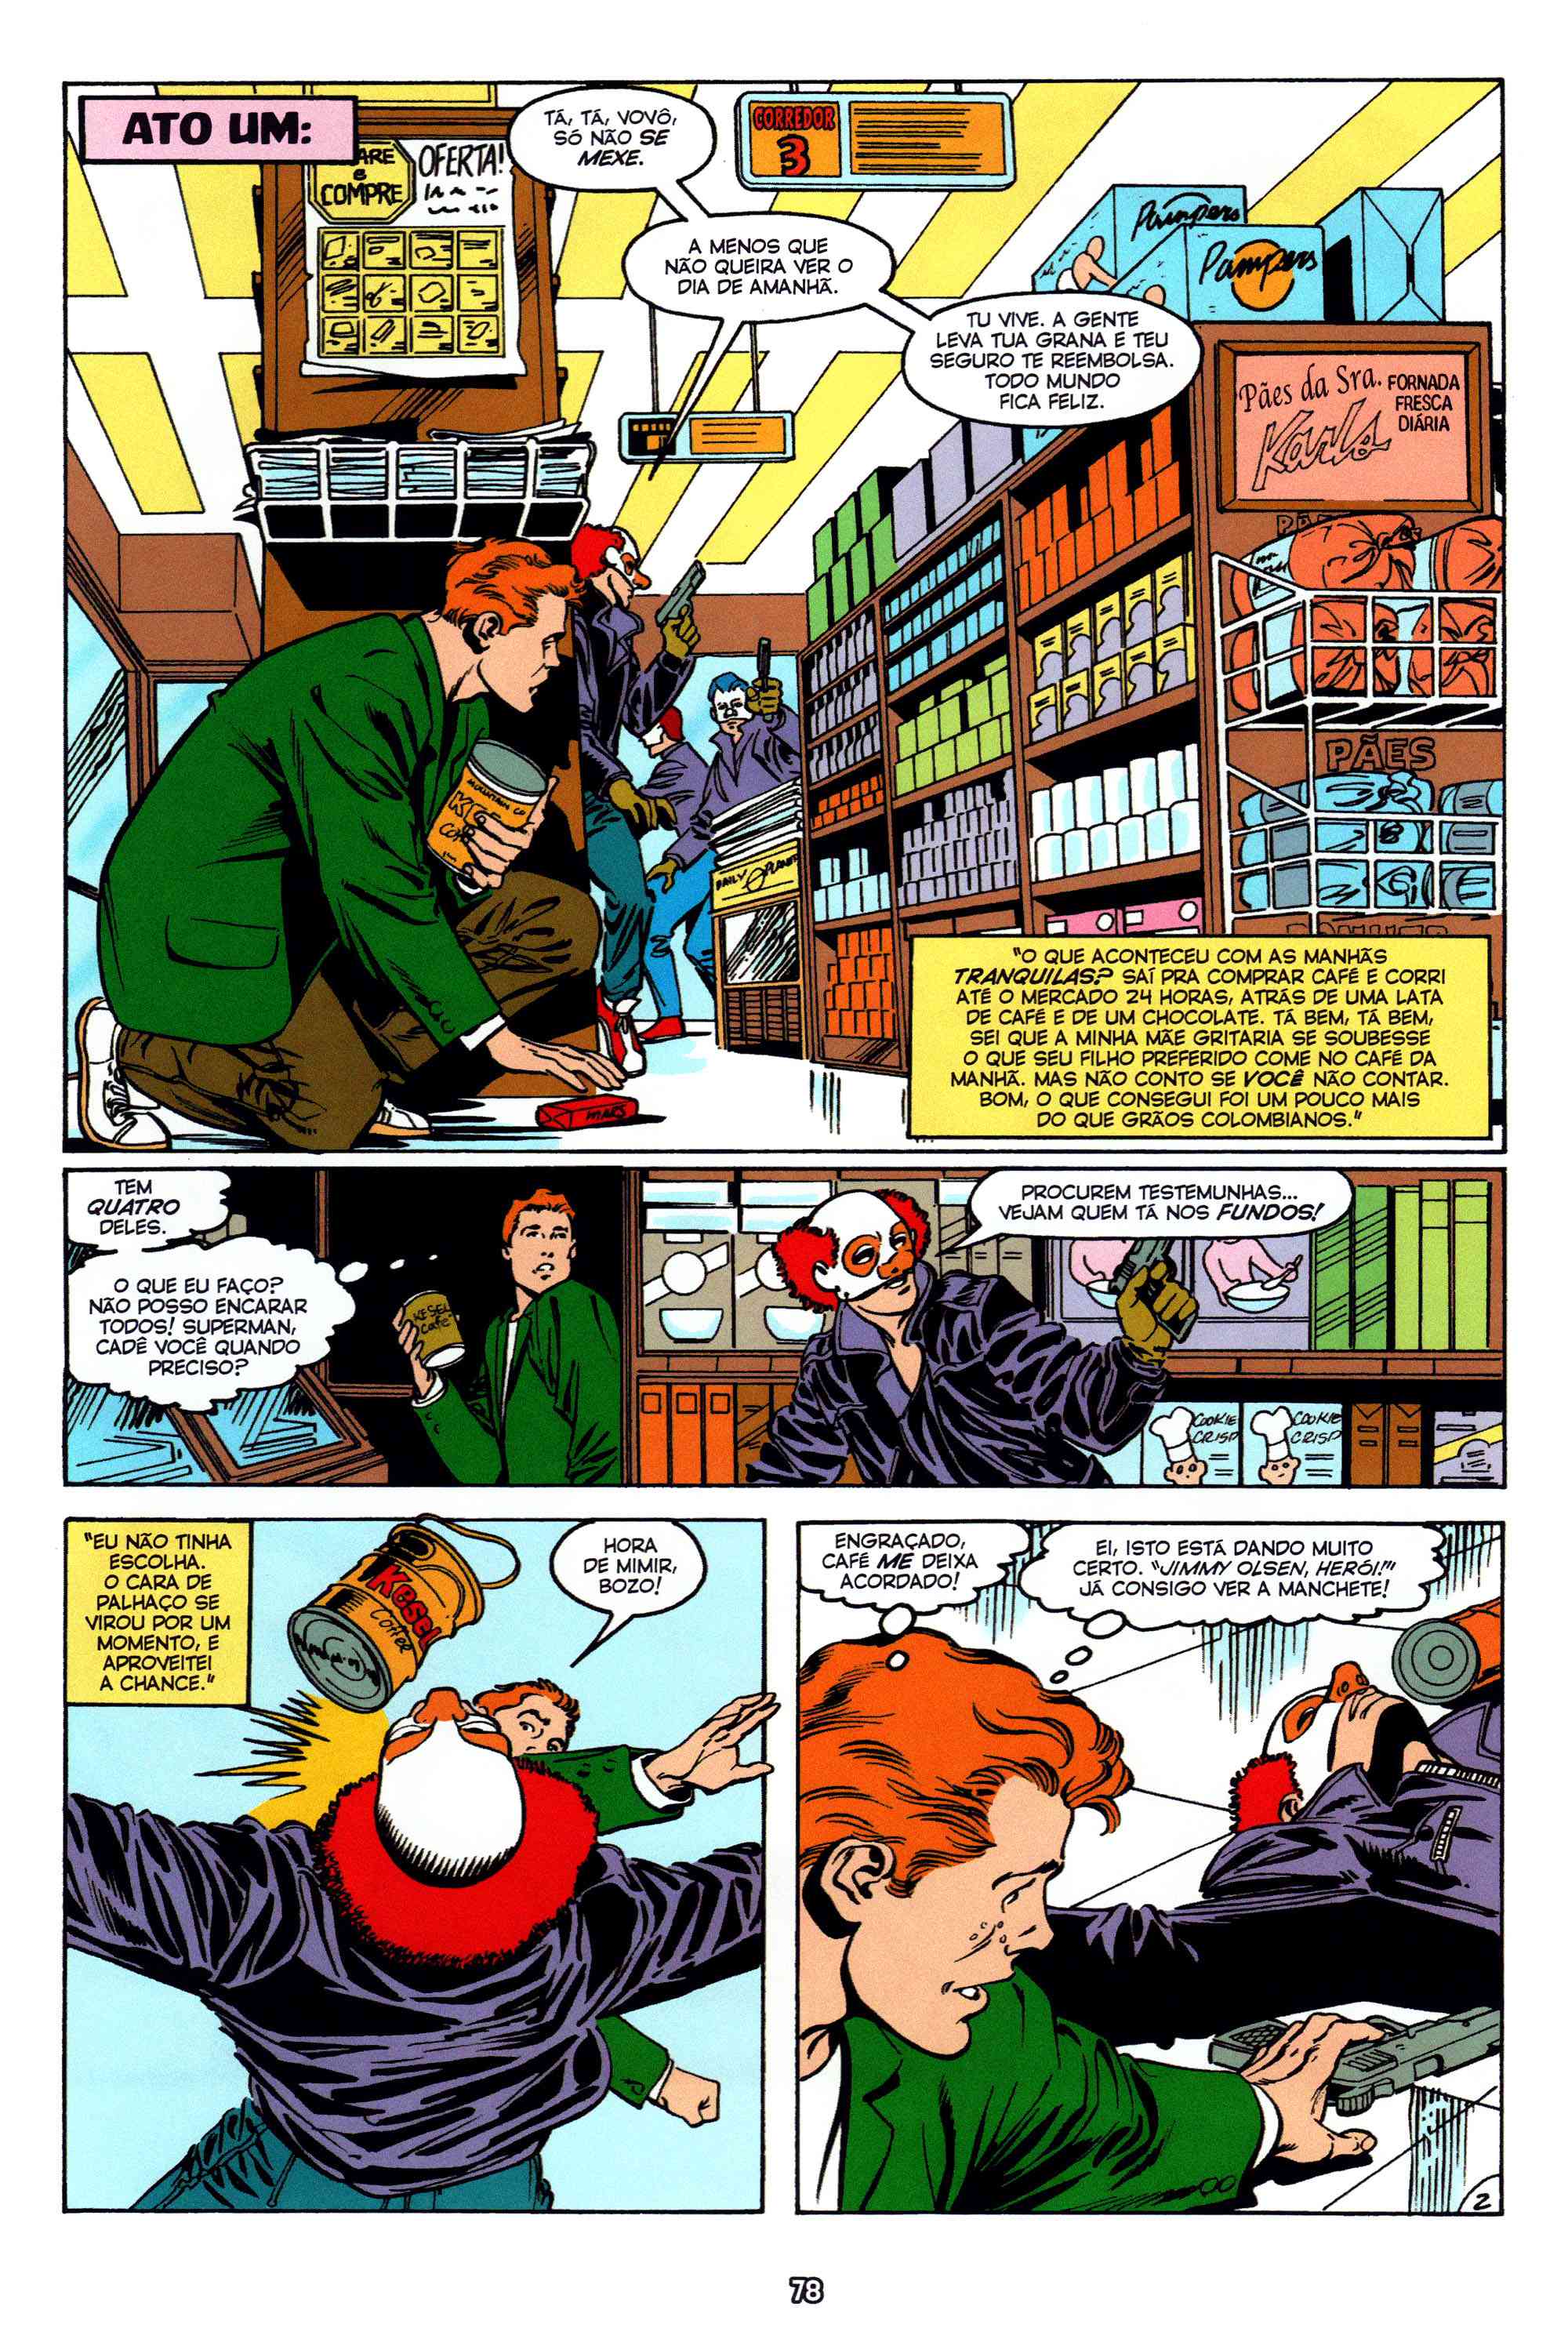 ATO UM:
ARE
e
COMPRE
OFERTA!
TÁ, TÁ, VOVÔ,
SÓ NÃO SE
MEXE.
CORREDOR
3
A MENOS QUE
NÃO QUEIRA VER O
DIA DE AMANHÃ.
TU VIVE. A GENTE
LEVA TUA GRANA E TEU
SEGURO TE REEMBOLSA.
TODO MUNDO
FICA FELIZ.
Pampers
Pampers
Pães da Sra.
Karls
FORNADA
FRESCA
DIÁRIA
PÃES
MOUNTAIN CO
DAILY PLANET
MARS
"O QUE ACONTECEU COM AS MANHÃS
TRANQUILAS? SAÍ PRA COMPRAR CAFÉ E CORRI
ATÉ O MERCADO 24 HORAS, ATRÁS DE UMA LATA
DE CAFÉ E DE UM CHOCOLATE. TÁ BEM, TÁ BEM,
SEI QUE A MINHA MÃE GRITARIA SE SOUBESSE
O QUE SEU FILHO PREFERIDO COME NO CAFÉ DA
MANHÃ. MAS NÃO CONTO SE VOCÊ NÃO CONTAR.
BOM, O QUE CONSEGUI FOI UM POUCO MAIS
DO QUE GRÃOS COLOMBIANOS."
TEM
QUATRO
DELES.
O QUE EU FAÇO?
NÃO POSSO ENCARAR
TODOS! SUPERMAN,
CADÊ VOCÊ QUANDO
PRECISO?
KESEL
Café
PROCUREM TESTEMUNHAS...
VEJAM QUEM TÁ NOS FUNDOS!
COOKIE
CRISP
COOKIE
CRISP
"EU NÃO TINHA
ESCOLHA.
O CARA DE
PALHAÇO SE
VIROU POR UM
MOMENTO, E
APROVEITEI
A CHANCE."
Kesel
Coffee
HORA
DE MIMIR,
BOZO!
ENGRAÇADO,
CAFÉ ME DEIXA
ACORDADO!
EI, ISTO ESTÁ DANDO MUITO
CERTO. "JIMMY OLSEN, HERÓI!"
JÁ CONSIGO VER A MANCHETE!
2
78